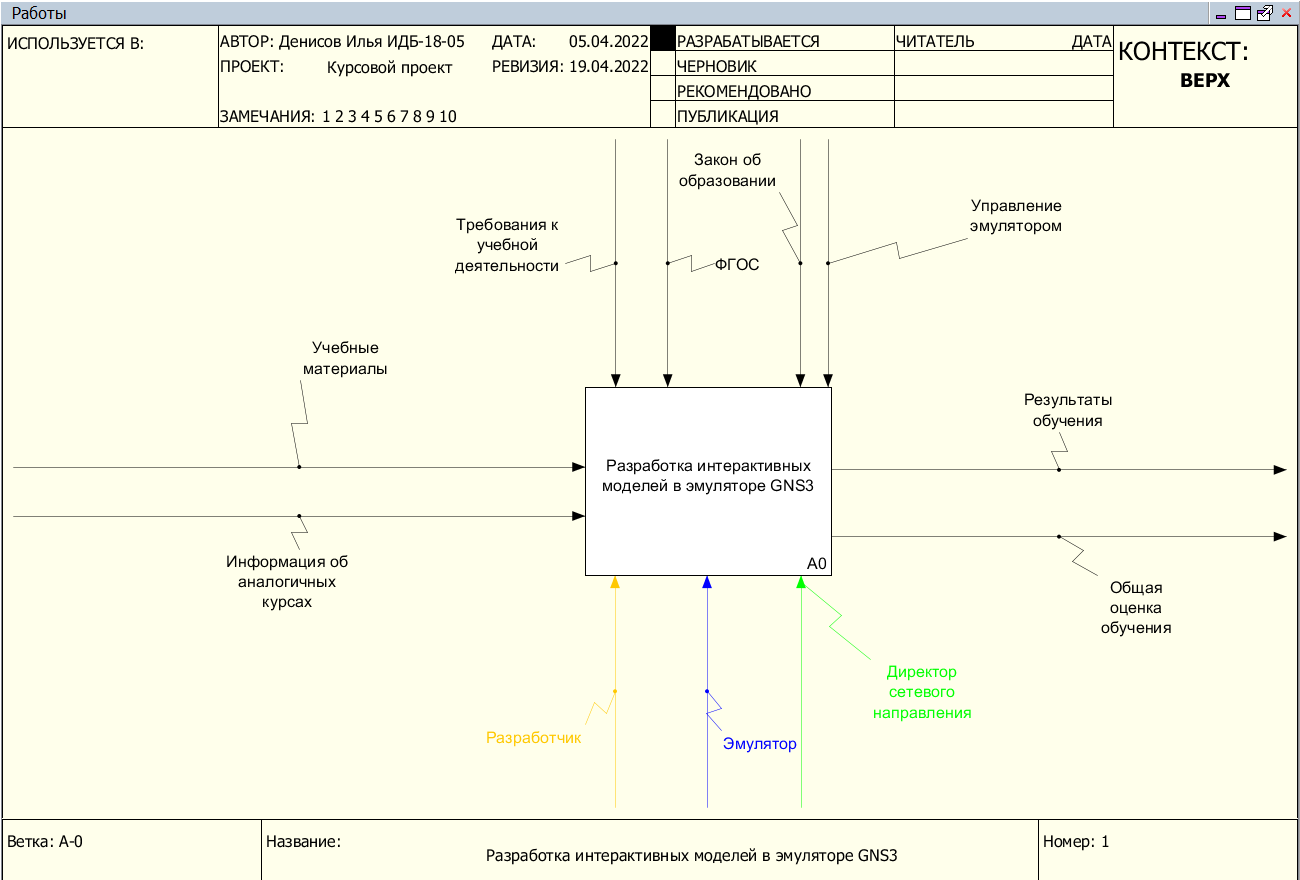 Работы
ИСПОЛЬЗУЕТСЯ В:
АВТОР: Денисов Илья ИДБ-18-05
ДАТА: 05.04.2022
ПРОЕКТ: Курсовой проект
РЕВИЗИЯ: 19.04.2022
ЗАМЕЧАНИЯ: 1 2 3 4 5 6 7 8 9 10
РАЗРАБАТЫВАЕТСЯ
ЧЕРНОВИК
РЕКОМЕНДОВАНО
ПУБЛИКАЦИЯ
ЧИТАТЕЛЬ
ДАТА
КОНТЕКСТ:
ВЕРХ
Закон об
образовании
Управление
эмулятором
Требования к
учебной
деятельности
ФГОС
Учебные
материалы
Результаты
обучения
Разработка интерактивных
моделей в эмуляторе GNS3
A0
Информация об
аналогичных
курсах
Общая
оценка
обучения
Директор
сетевого
направления
Разработчик
Эмулятор
Ветка: A-0
Название:
Разработка интерактивных моделей в эмуляторе GNS3
Номер: 1